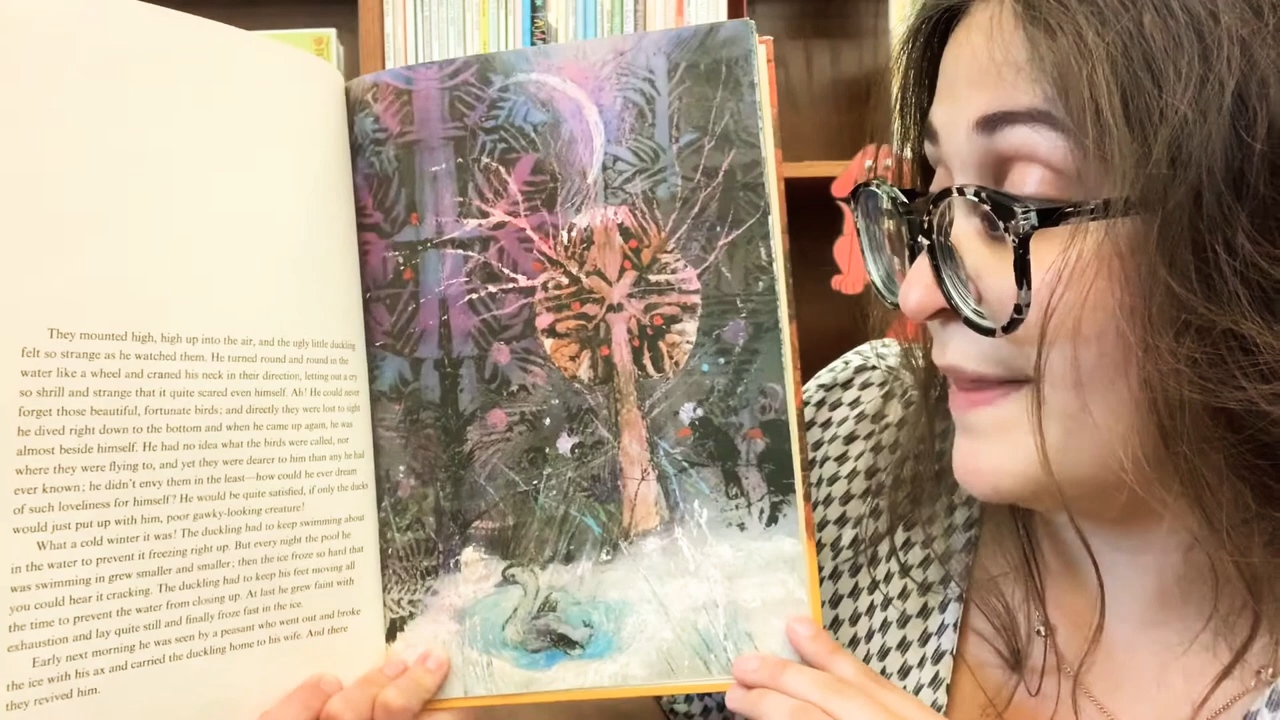 They mounted high, high up into the air, and the ugly little duckling
felt so strange as he watched them. He turned round and round in the
water like a wheel and craned his neck in their direction, letting out a cry
so shrill and strange that it quite scared even himself. Ah! He could never
forget those beautiful, fortunate birds; and directly they were lost to sight
he dived right down to the bottom and when he came up again, he was
almost beside himself. He had no idea what the birds were called, nor
where they were flying to, and yet they were dearer to him than any he had
ever known; he didn't envy them in the least—how could he ever dream
of such loveliness for himself? He would be quite satisfied, if only the ducks
would just put up with him, poor gawky-looking creature!
What a cold winter it was! The duckling had to keep swimming about
in the water to prevent it freezing right up. But every night the pool he
was swimming in grew smaller and smaller; then the ice froze so hard that
you could hear it cracking. The duckling had to keep his feet moving all
the time to prevent the water from closing up. At last he grew faint with
exhaustion and lay quite still and finally froze fast in the ice.
Early next morning he was seen by a peasant who went out and broke
the ice with his ax and carried the duckling home to his wife. And there
they revived him.